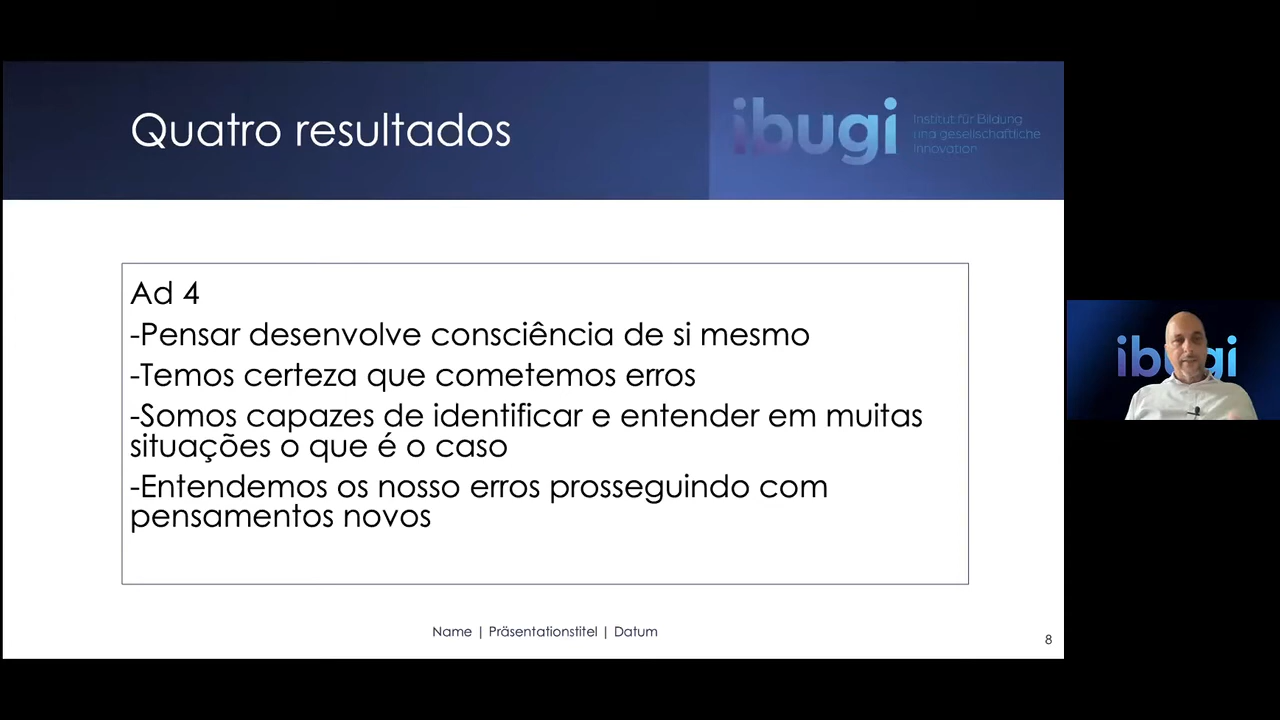 Quatro resultados
ibugi
Institut für Bildung
und gesellschaftliche
Innovation
Ad 4
-Pensar desenvolve consciência de si mesmo
-Temos certeza que cometemos erros
-Somos capazes de identificar e entender em muitas
situações o que é o caso
-Entendemos os nosso erros prosseguindo com
pensamentos novos
Name | Präsentationstitel | Datum
8
ib gi